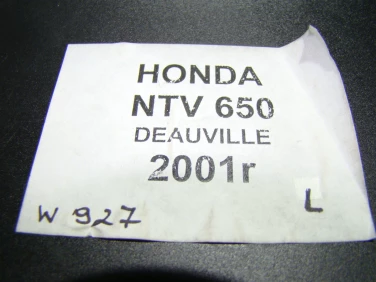 HONDA
NTV 650
DEAUVILLE
2001r
W 927 L